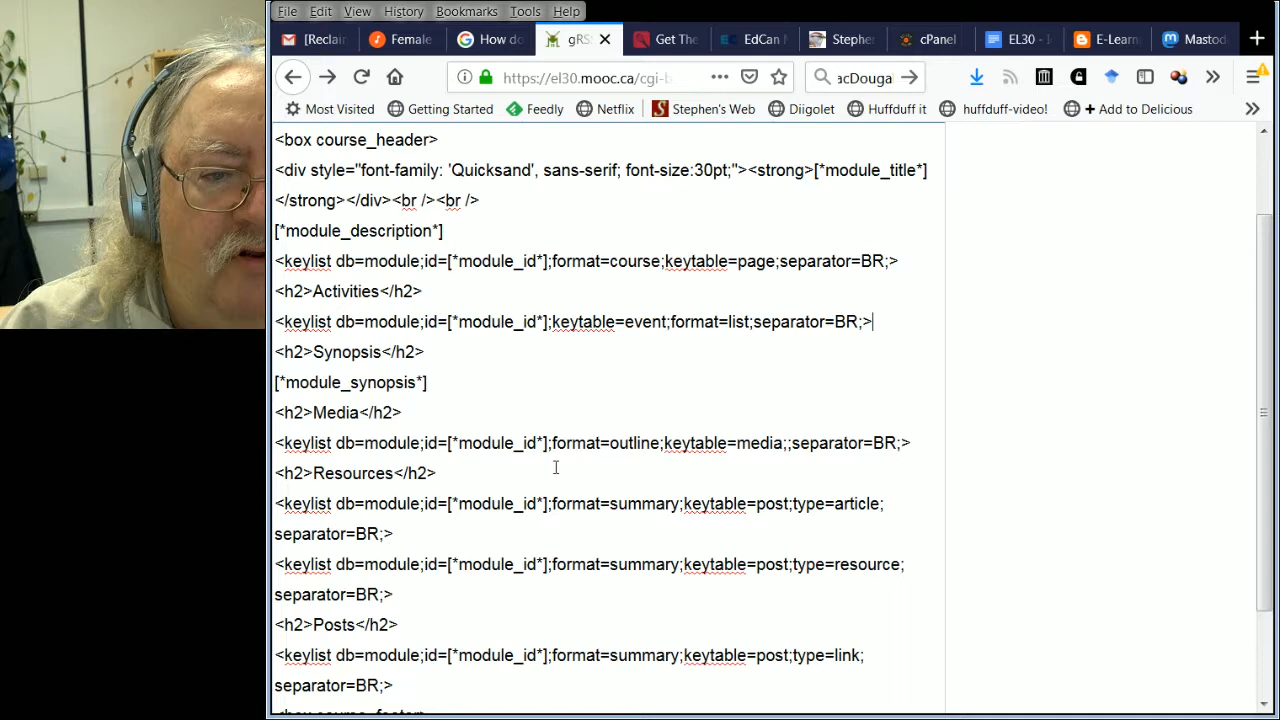 File Edit View History Bookmarks Tools Help
[Reclain Female How do gRSS Get The EdCan N Stephe cPanel EL30 - I E-Learn Mastod
https://el30.mooc.ca/cgi-b acDouga
Most Visited Getting Started Feedly Netflix Stephen's Web Diigolet Huffduff it huffduff-video! + Add to Delicious
<box course_header>
<div style="font-family: 'Quicksand', sans-serif; font-size:30pt;"><strong>[*module_title*]
</strong></div><br /><br />
[*module_description*]
<keylist db=module;id=[*module_id*];format=course;keytable=page;separator=BR;>
<h2>Activities</h2>
<keylist db=module;id=[*module_id*];keytable=event;format=list;separator=BR;>
<h2>Synopsis</h2>
[*module_synopsis*]
<h2>Media</h2>
<keylist db=module;id=[*module_id*];format=outline;keytable=media;;separator=BR;>
<h2>Resources</h2>
<keylist db=module;id=[*module_id*];format=summary;keytable=post;type=article;
separator=BR;>
<keylist db=module;id=[*module_id*];format=summary;keytable=post;type=resource;
separator=BR;>
<h2>Posts</h2>
<keylist db=module;id=[*module_id*];format=summary;keytable=post;type=link;
separator=BR;>
<box course_footer>